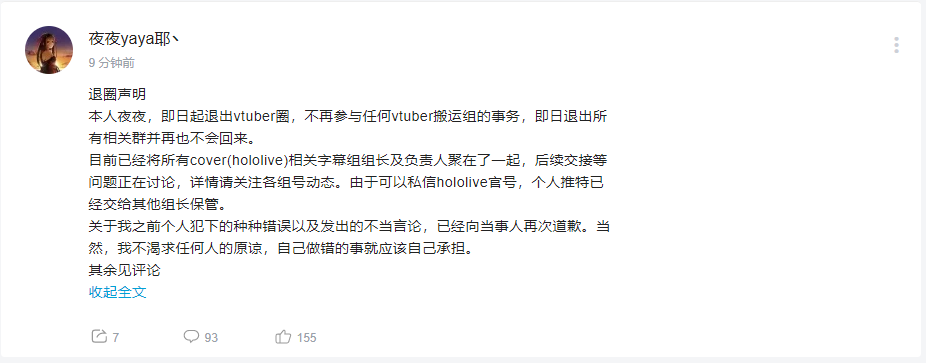 夜夜yaya耶丶
9 分钟前
退圈声明
本人夜夜，即日起退出vtuber圈，不再参与任何vtuber搬运组的事务，即日退出所
有相关群并再也不会回来。
目前已经将所有cover(hololive)相关字幕组组长及负责人聚在了一起，后续交接等
问题正在讨论，详情请关注各组号动态。由于可以私信hololive官号，个人推特已
经交给其他组长保管。
关于我之前个人犯下的种种错误以及发出的不当言论，已经向当事人再次道歉。当
然，我不渴求任何人的原谅，自己做错的事就应该自己承担。
其余见评论
收起全文
7 93 155